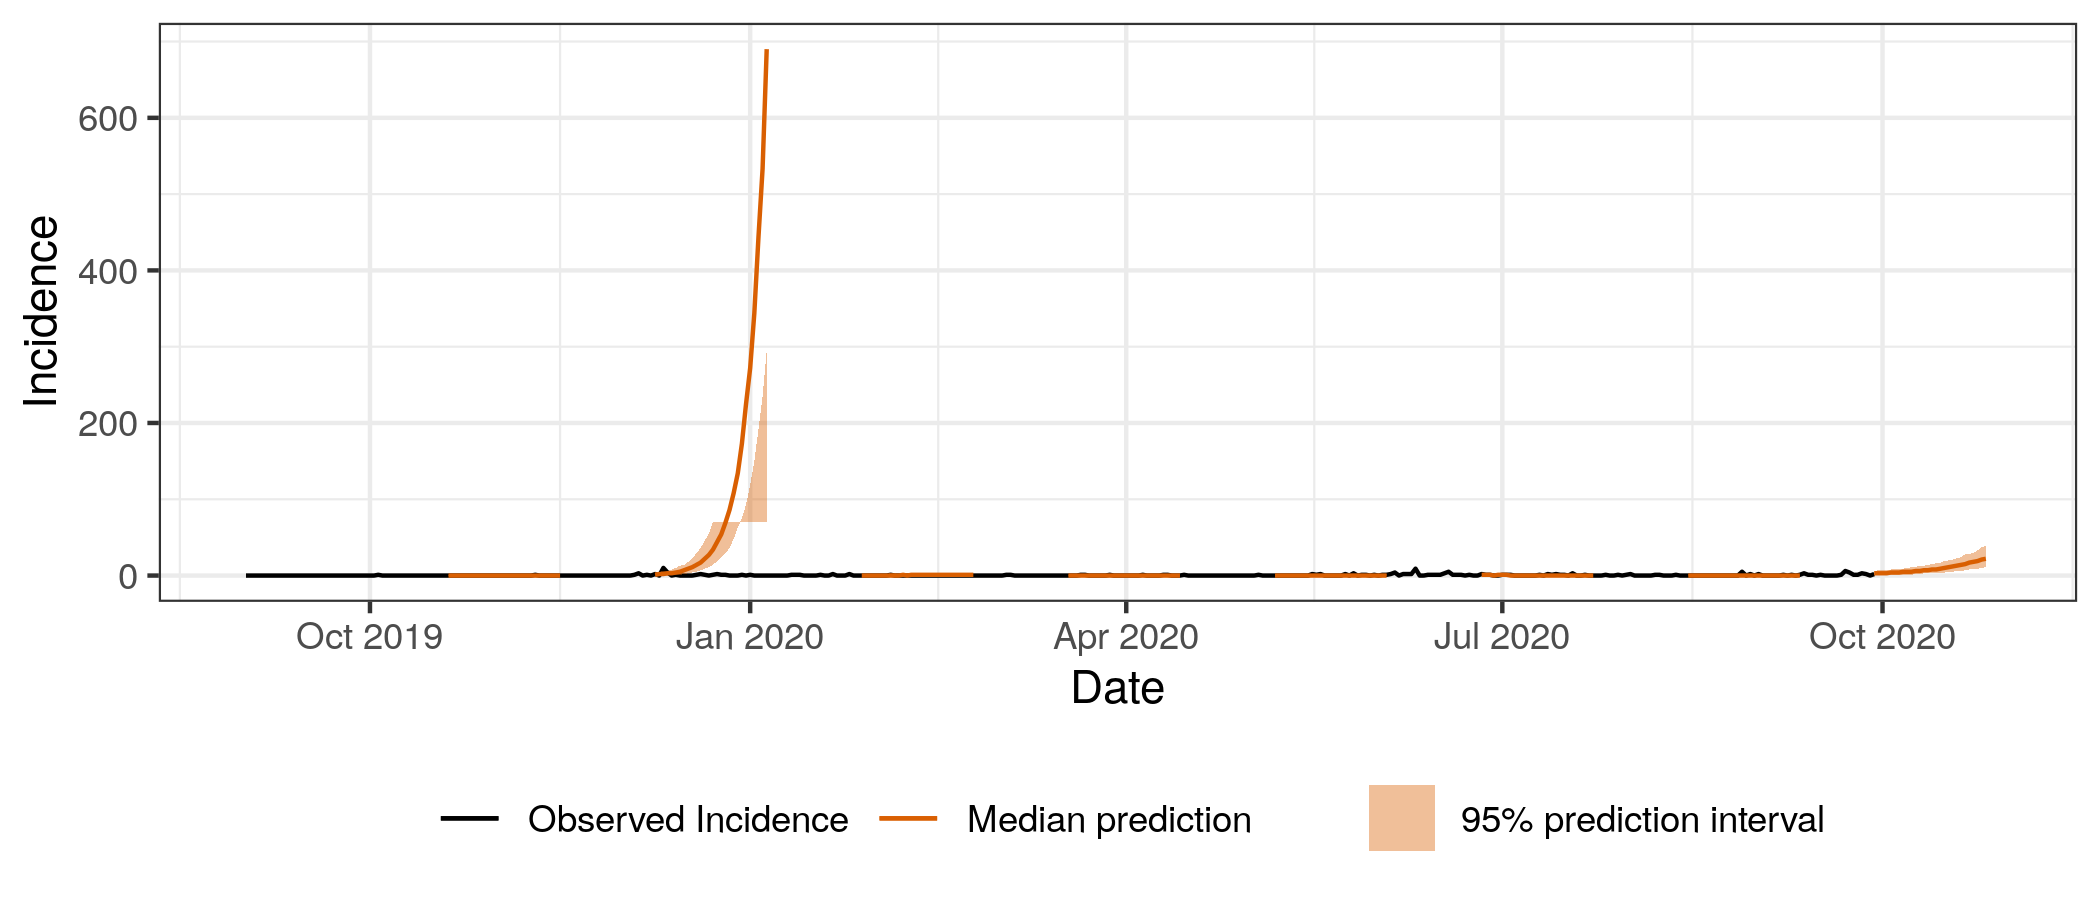 Incidence
600
400
200
0
Oct 2019 Jan 2020 Apr 2020 Jul 2020 Oct 2020
Date
Observed Incidence Median prediction 95% prediction interval